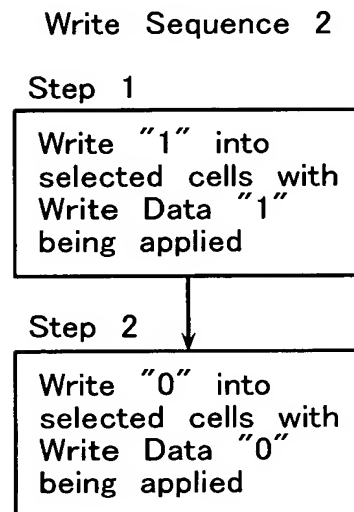 Write Sequence 2
Step 1
Write "1" into
selected cells with
Write Data "1"
being applied
Step 2
Write "0" into
selected cells with
Write Data "0"
being applied